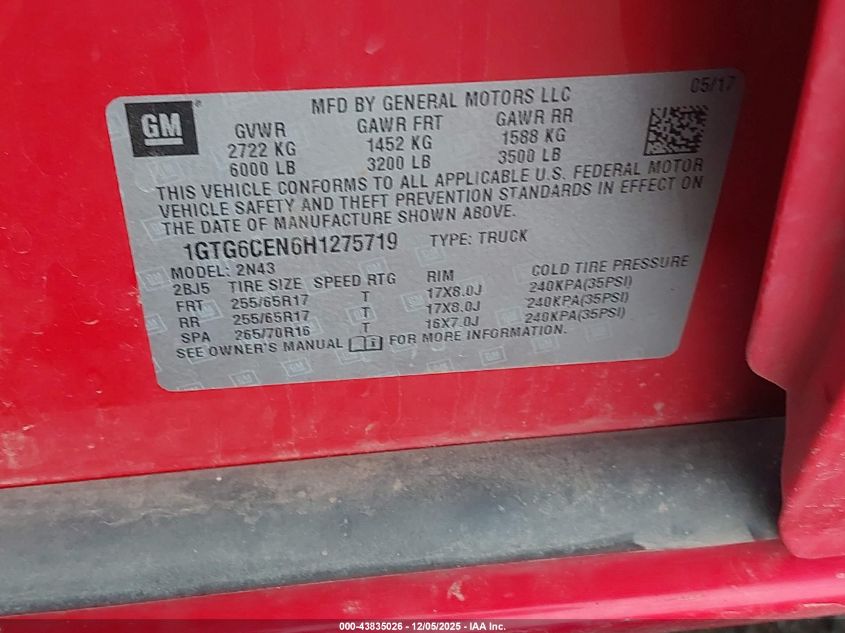 05/17
GM
MFD BY GENERAL MOTORS LLC
GVWR GAWR FRT GAWR RR
2722 KG 1452 KG 1588 KG
6000 LB 3200 LB 3500 LB
THIS VEHICLE CONFORMS TO ALL APPLICABLE U.S. FEDERAL MOTOR
VEHICLE SAFETY AND THEFT PREVENTION STANDARDS IN EFFECT ON
THE DATE OF MANUFACTURE SHOWN ABOVE.
1GTG6CEN6H1275719 TYPE: TRUCK
MODEL: 2N43
2BJ5 TIRE SIZE SPEED RTG RIM COLD TIRE PRESSURE
FRT 255/65R17 T 17X8.0J 240KPA(35PSI)
RR 255/65R17 T 17X8.0J 240KPA(35PSI)
SPA 265/70R16 T 16X7.0J 240KPA(35PSI)
SEE OWNER'S MANUAL FOR MORE INFORMATION.
000-43835026 - 12/05/2025 - IAA Inc.